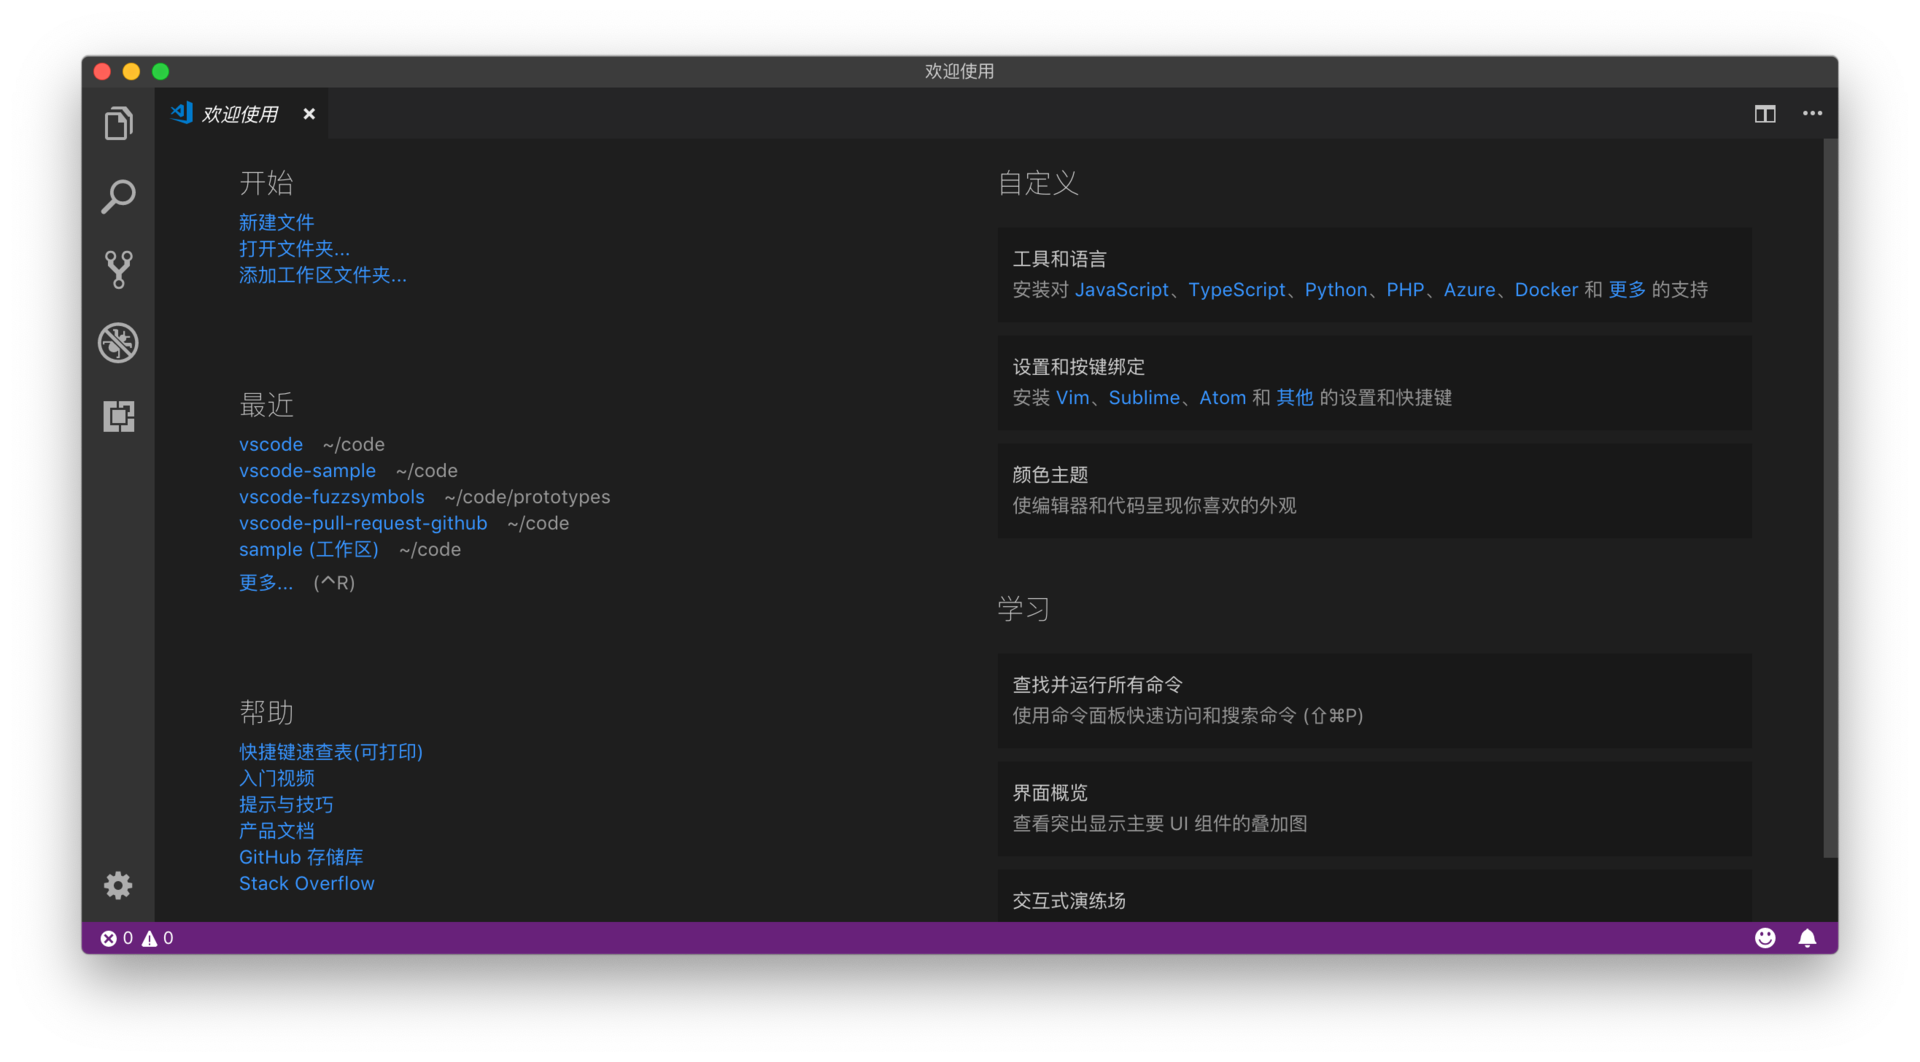 欢迎使用
欢迎使用
开始
新建文件
打开文件夹...
添加工作区文件夹...
最近
vscode ~/code
vscode-sample ~/code
vscode-fuzzsymbols ~/code/prototypes
vscode-pull-request-github ~/code
sample (工作区) ~/code
更多... (^R)
帮助
快捷键速查表(可打印)
入门视频
提示与技巧
产品文档
GitHub 存储库
Stack Overflow
自定义
工具和语言
安装对 JavaScript、TypeScript、Python、PHP、Azure、Docker 和 更多 的支持
设置和按键绑定
安装 Vim、Sublime、Atom 和 其他 的设置和快捷键
颜色主题
使编辑器和代码呈现你喜欢的外观
学习
查找并运行所有命令
使用命令面板快速访问和搜索命令 (⇧⌘P)
界面概览
查看突出显示主要 UI 组件的叠加图
交互式演练场
0 0